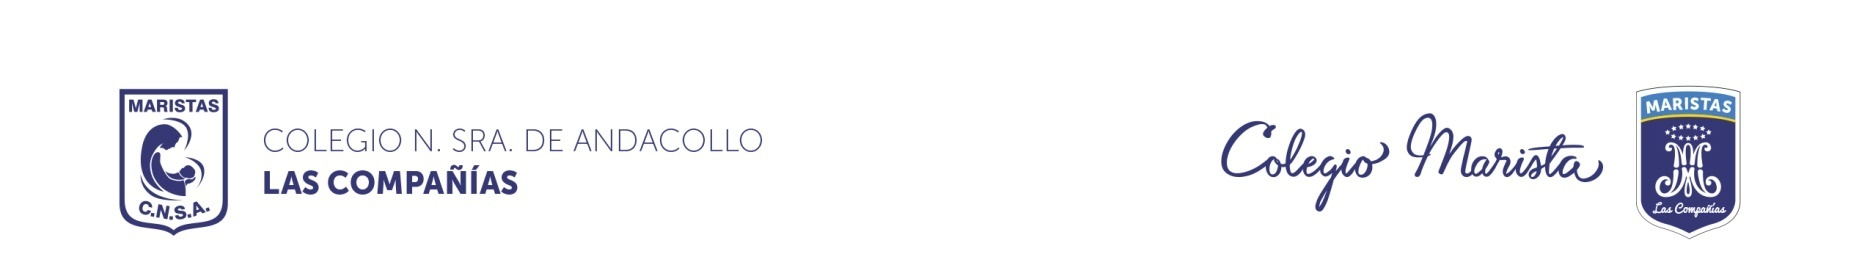 MARISTAS
C.N.S.A.
COLEGIO N. SRA. DE ANDACOLLO
LAS COMPAÑÍAS
Colegio Marista
MARISTAS
Las Compañías